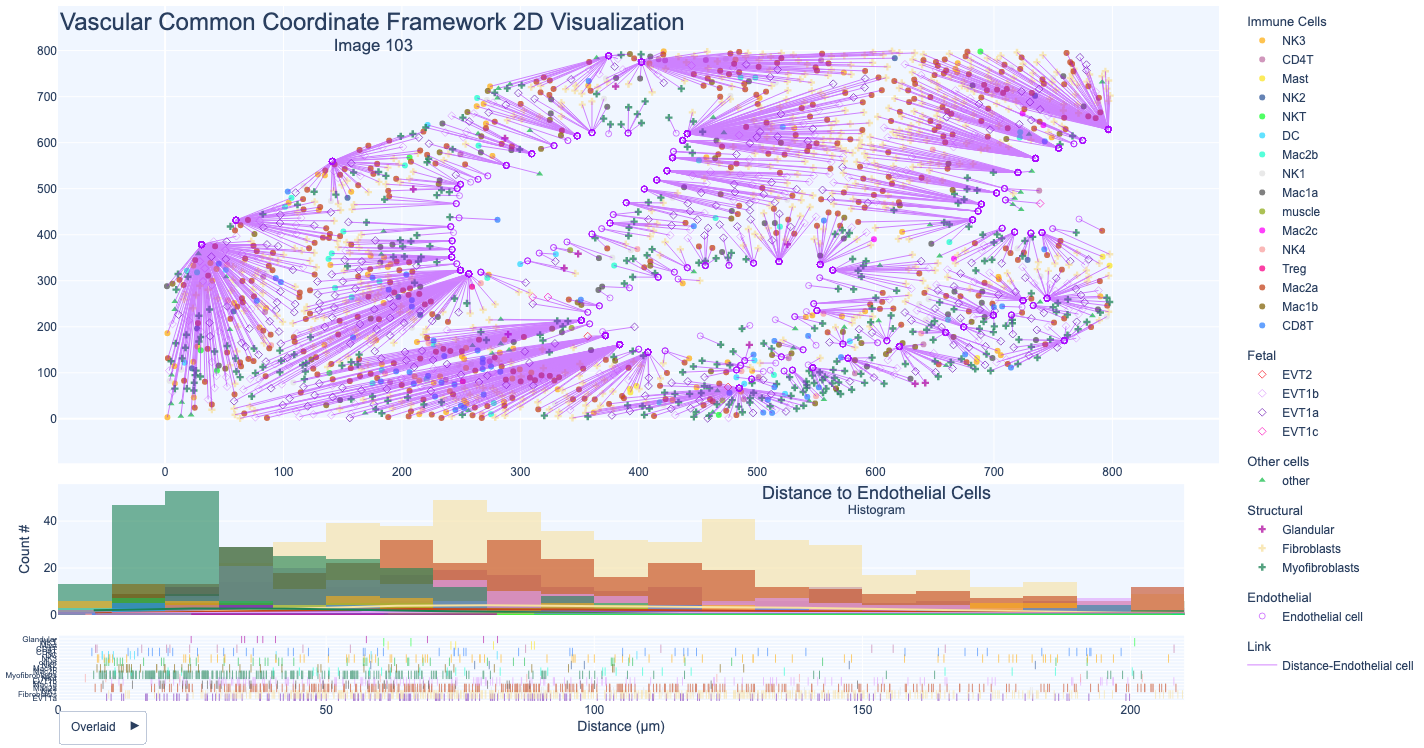 Vascular Common Coordinate Framework 2D Visualization
Image 103
800
700
600
500
400
300
200
100
0
0 100 200 300 400 500 600 700 800
Immune Cells
NK3
CD4T
Mast
NK2
NKT
DC
Mac2b
NK1
Mac1a
muscle
Mac2c
NK4
Treg
Mac2a
Mac1b
CD8T
Fetal
EVT2
EVT1b
EVT1a
EVT1c
Other cells
other
Structural
Glandular
Fibroblasts
Myofibroblasts
Endothelial
Endothelial cell
Link
Distance-Endothelial cell
Distance to Endothelial Cells
Histogram
Count #
40
20
0
Glandular
Myofibroblasts
Fibroblasts
EVT1a
0 50 100 150 200
Distance (μm)
Overlaid ►